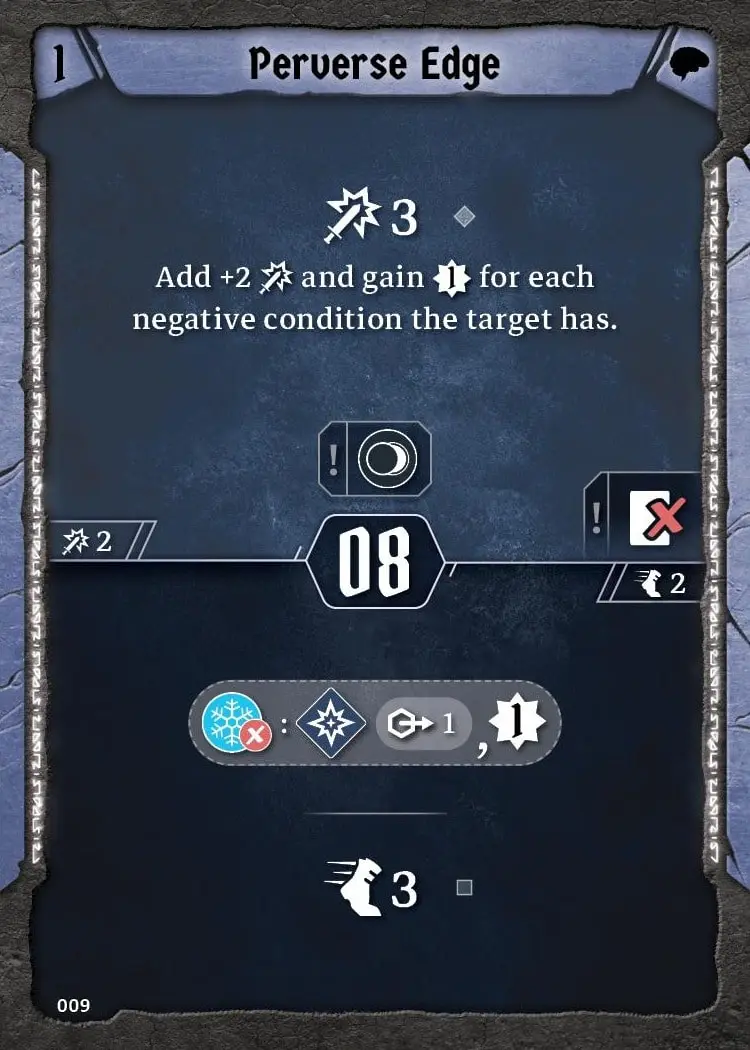 1 Perverse Edge
3
Add +2 and gain 1 for each
negative condition the target has.
!
!
2
08
2
: 1 , 1
3
009